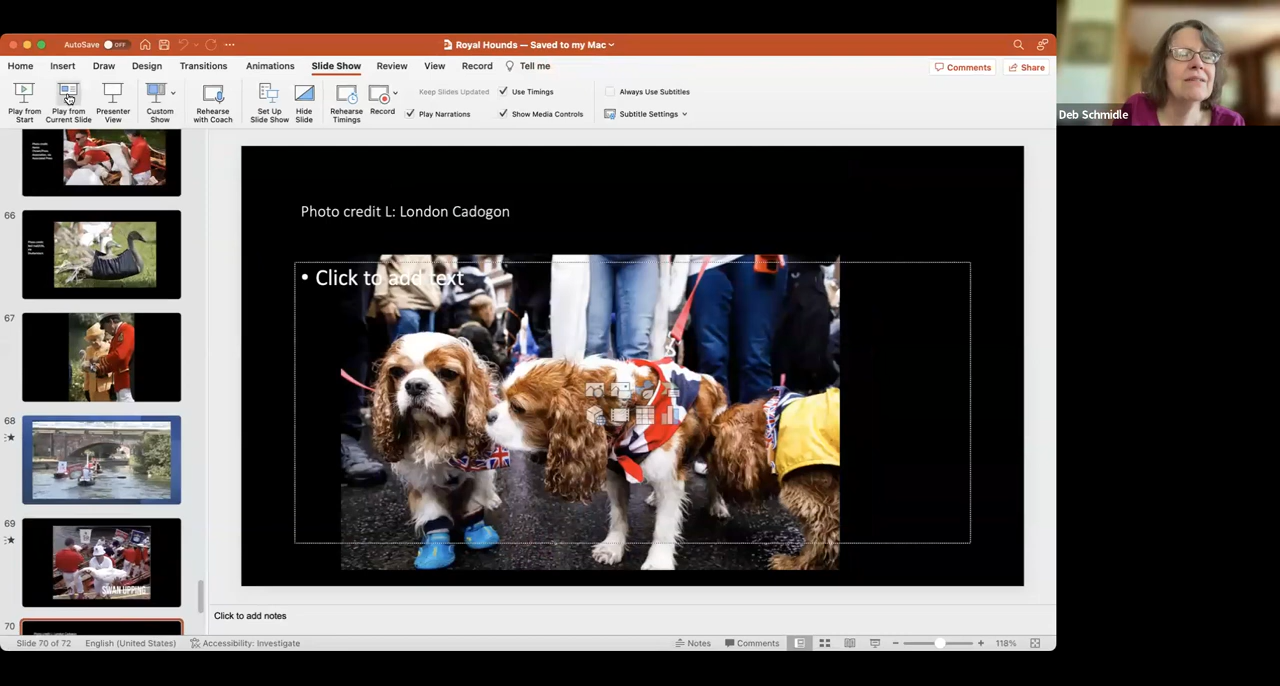 AutoSave OFF
Royal Hounds — Saved to my Mac
Home Insert Draw Design Transitions Animations Slide Show Review View Record Tell me
Comments Share
Play from Start
Play from Current Slide
Presenter View
Custom Show
Rehearse with Coach
Set Up Slide Show
Hide Slide
Rehearse Timings
Record
Keep Slides Updated
Use Timings
Play Narrations
Show Media Controls
Always Use Subtitles
Subtitle Settings
Deb Schmidle
66
67
68
69
SWAN UPPING
70
Photo credit L: London Cadogon
• Click to add text
Click to add notes
Slide 70 of 72 English (United States) Accessibility: Investigate Notes Comments 118%